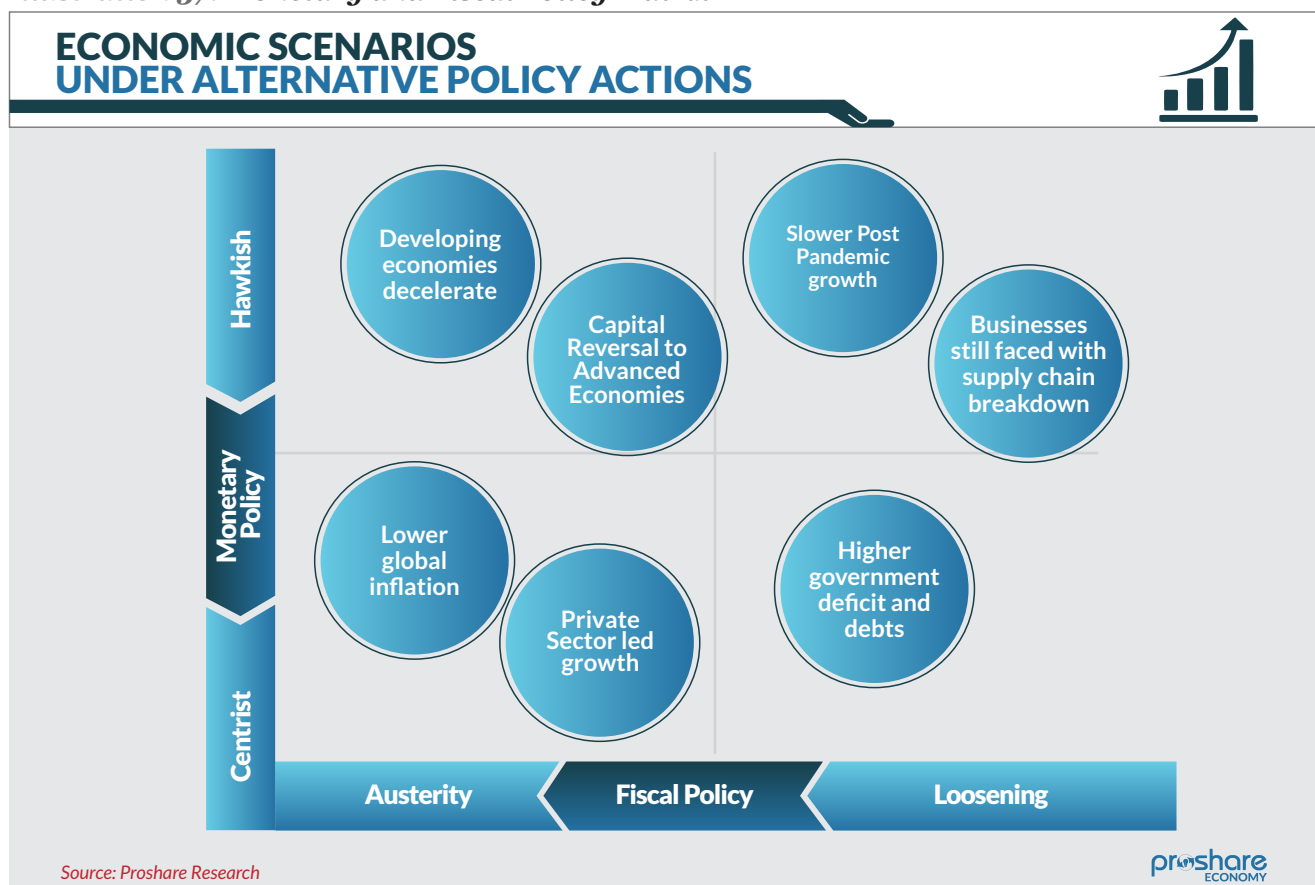 ECONOMIC SCENARIOS
UNDER ALTERNATIVE POLICY ACTIONS
Hawkish
Monetary
Policy
Centrist
Developing
economies
decelerate
Capital
Reversal to
Advanced
Economies
Slower Post
Pandemic
growth
Businesses
still faced with
supply chain
breakdown
Lower
global
inflation
Private
Sector led
growth
Higher
government
deficit and
debts
Austerity
Fiscal Policy
Loosening
Source: Proshare Research
proshare
ECONOMY